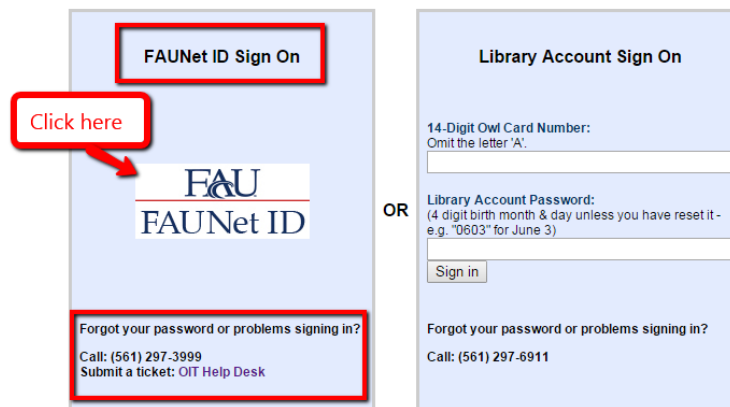 FAUNet ID Sign On
Click here
FAU
FAUNet ID
Forgot your password or problems signing in?
Call: (561) 297-3999
Submit a ticket: OIT Help Desk
OR
Library Account Sign On
14-Digit Owl Card Number:
Omit the letter 'A'.
Library Account Password:
(4 digit birth month & day unless you have reset it -
e.g. "0603" for June 3)
Sign in
Forgot your password or problems signing in?
Call: (561) 297-6911